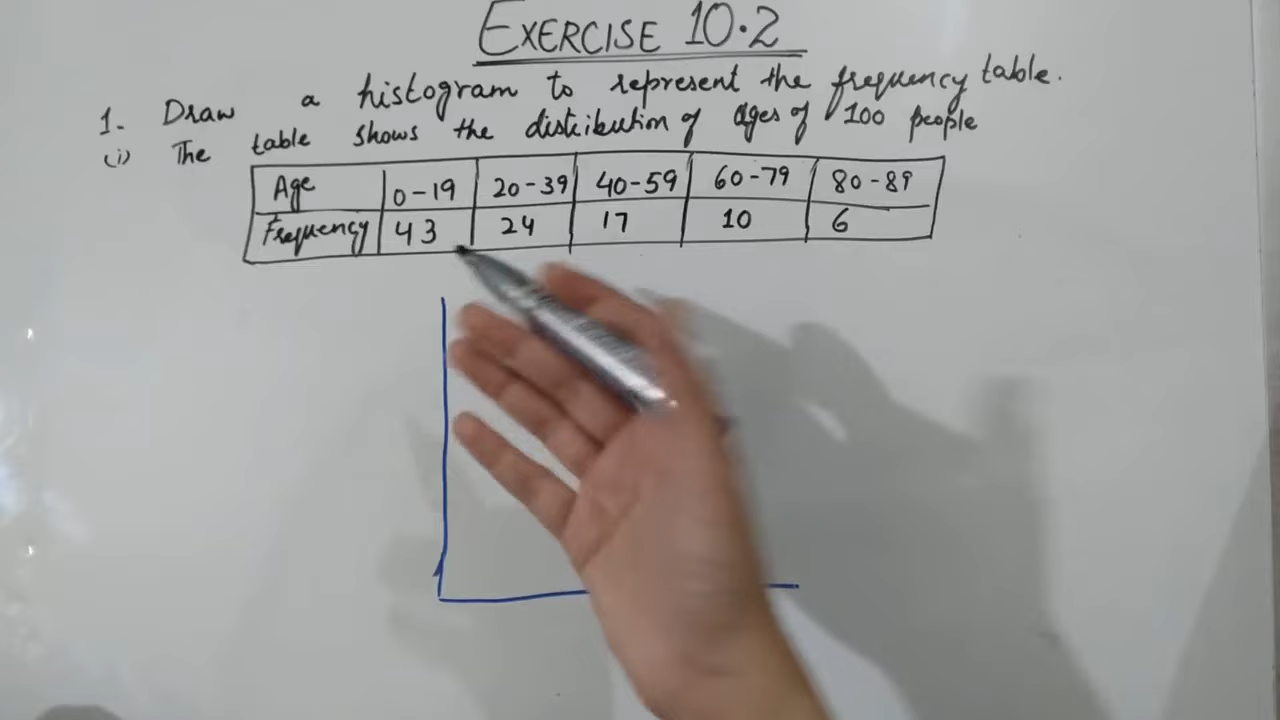 EXERCISE 10.2
1. Draw a histogram to represent the frequency table.
(i) The table shows the distribution of ages of 100 people
Age 0-19 20-39 40-59 60-79 80-89
Frequency 43 24 17 10 6